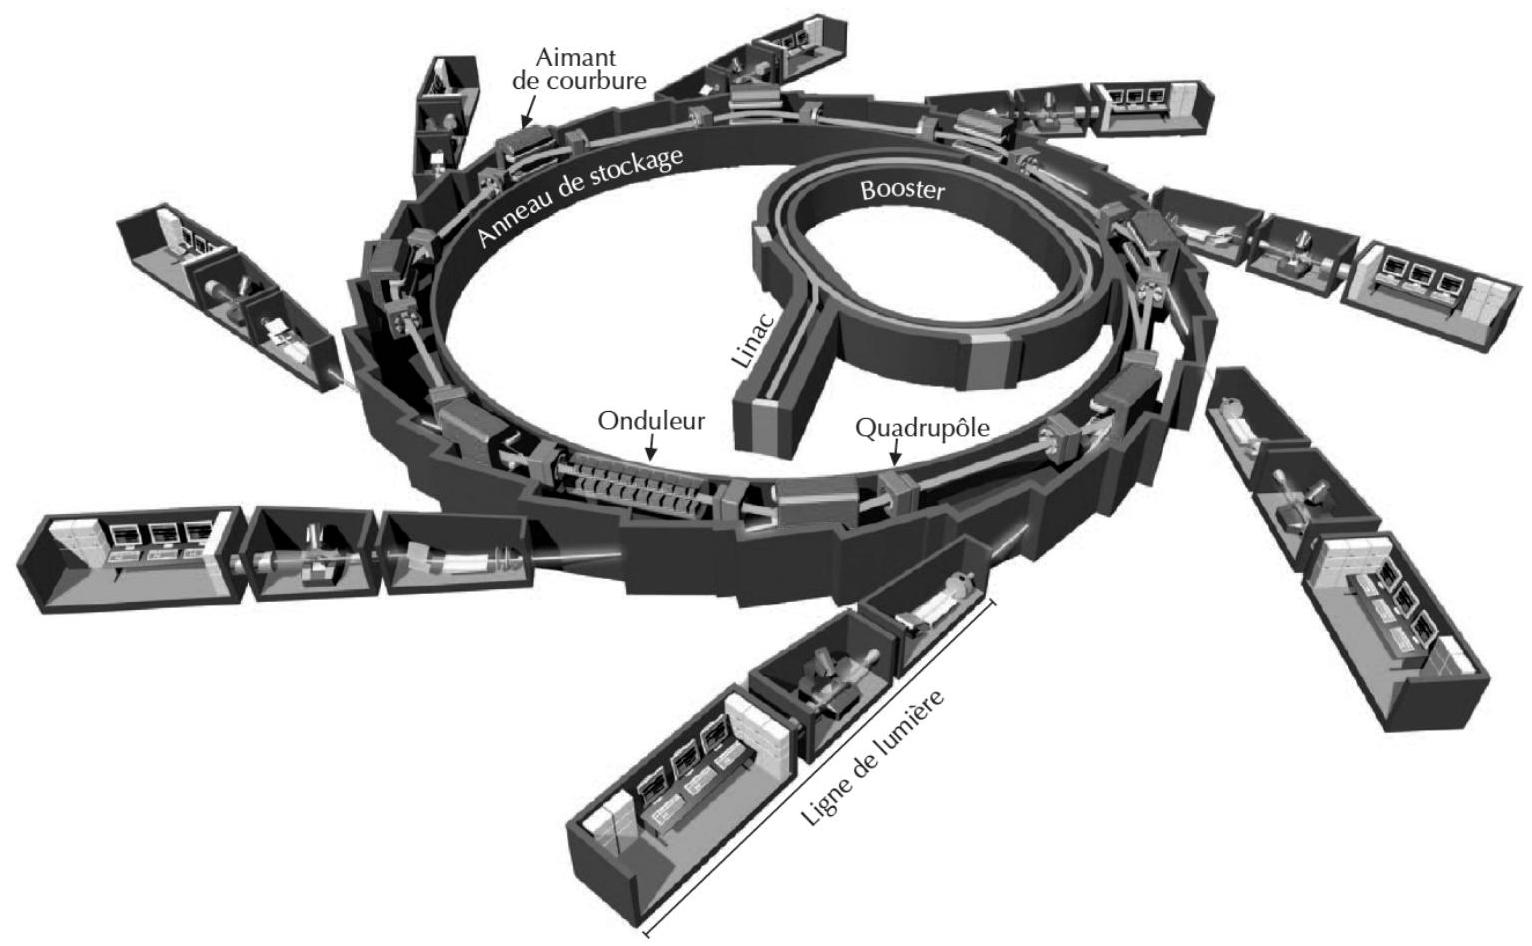 Aimant
de courbure
Anneau de stockage
Booster
Linac
Onduleur
Quadrupôle
Ligne de lumière